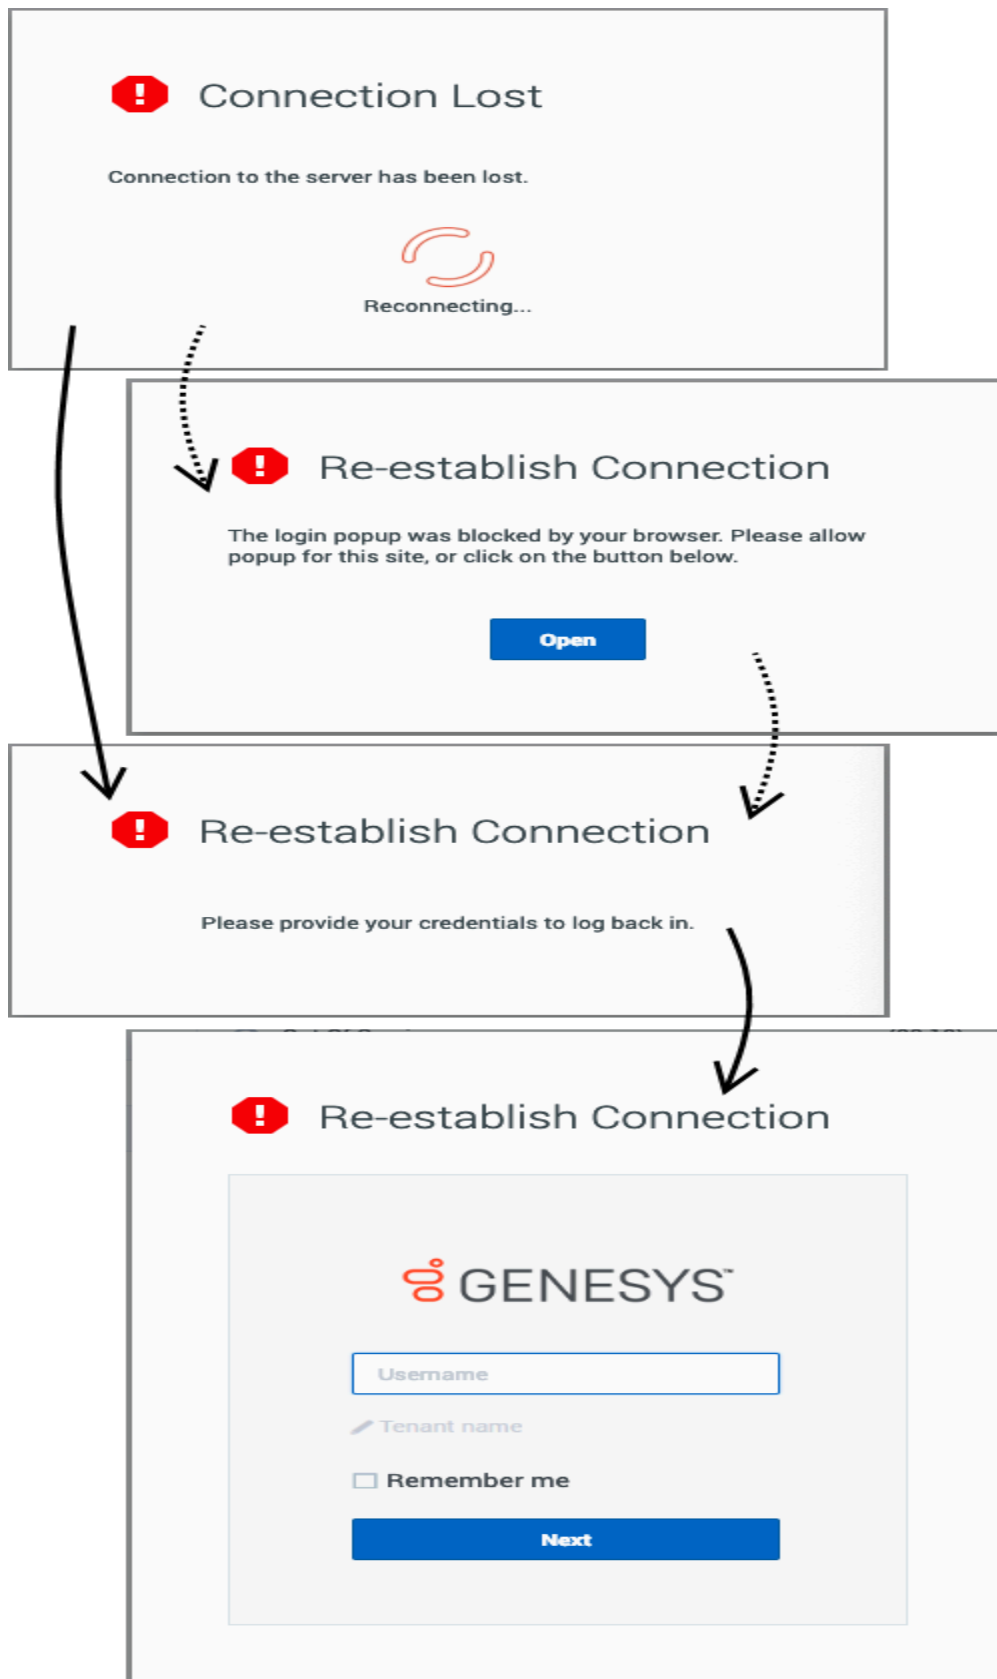 Connection Lost
Connection to the server has been lost.
Reconnecting...
Re-establish Connection
The login popup was blocked by your browser. Please allow
popup for this site, or click on the button below.
Open
Re-establish Connection
Please provide your credentials to log back in.
Re-establish Connection
GENESYS™
Username
Tenant name
Remember me
Next